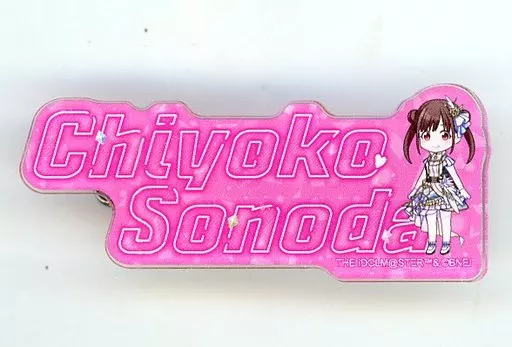 Chiyoko
Sonoda
THE IDOLM@STER™& ©BNEI